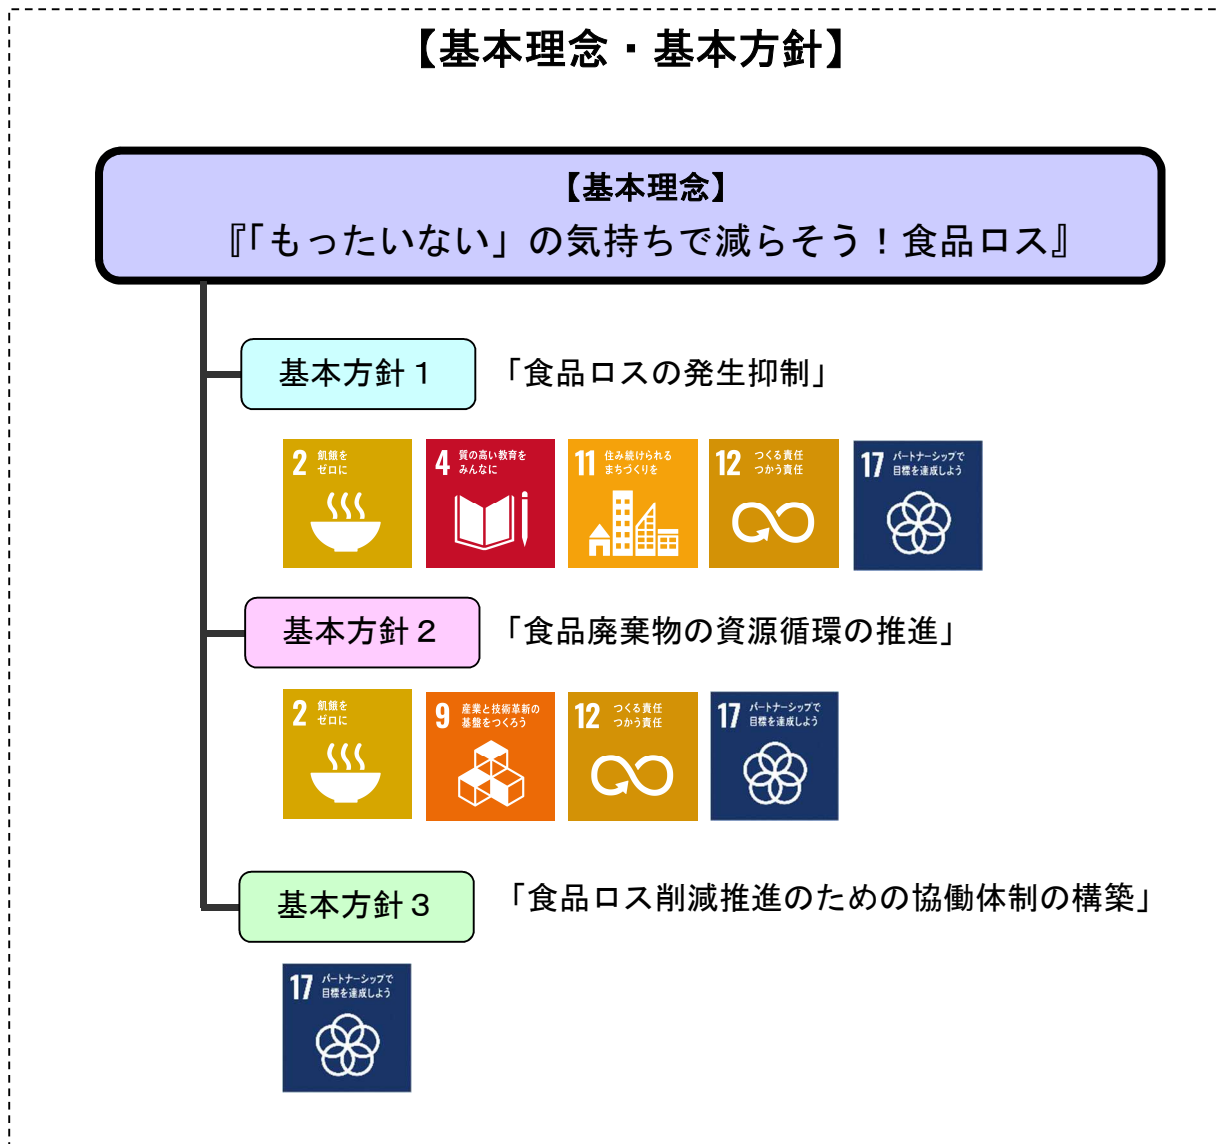 【基本理念・基本方針】
【基本理念】
『「もったいない」の気持ちで減らそう！食品ロス』
基本方針１
「食品ロスの発生抑制」
2 飢餓を
ゼロに
4 質の高い教育を
みんなに
11 住み続けられる
まちづくりを
12 つくる責任
つかう責任
17 パートナーシップで
目標を達成しよう
基本方針２
「食品廃棄物の資源循環の推進」
2 飢餓を
ゼロに
9 産業と技術革新の
基盤をつくろう
12 つくる責任
つかう責任
17 パートナーシップで
目標を達成しよう
基本方針３
「食品ロス削減推進のための協働体制の構築」
17 パートナーシップで
目標を達成しよう